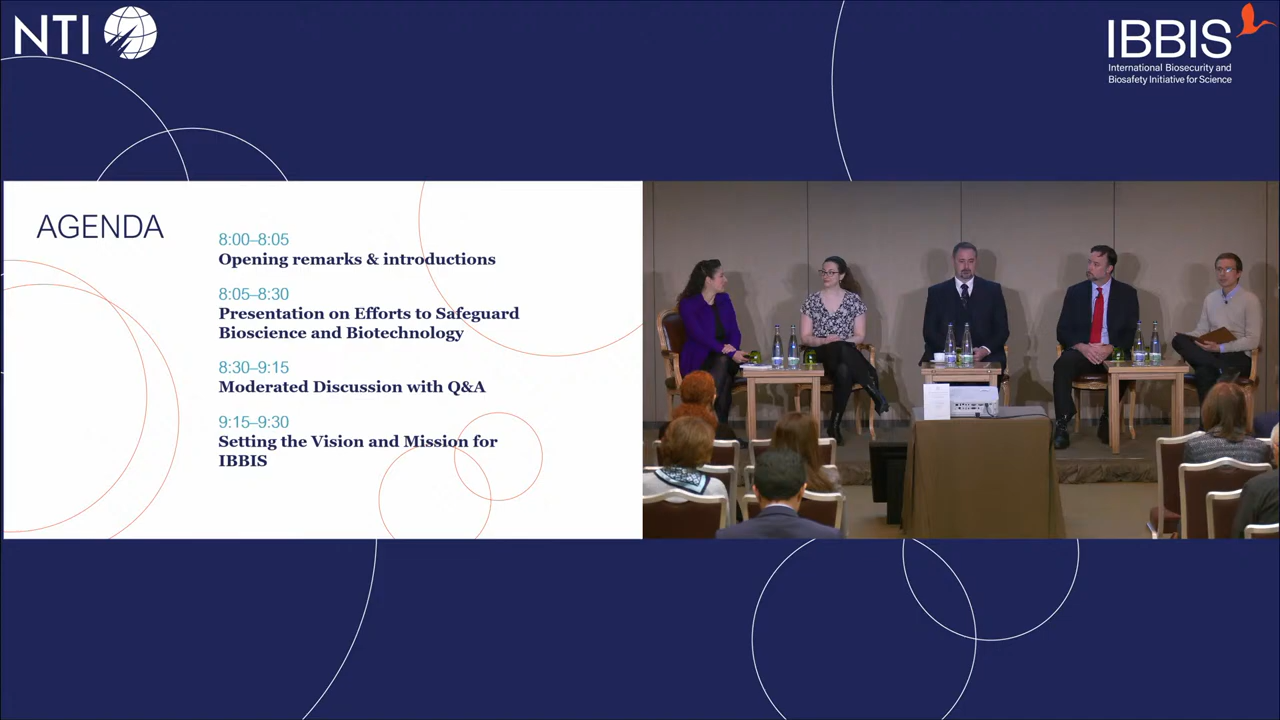 NTI
IBBIS
International Biosecurity and
Biosafety Initiative for Science
AGENDA
8:00–8:05
Opening remarks & introductions
8:05–8:30
Presentation on Efforts to Safeguard
Bioscience and Biotechnology
8:30–9:15
Moderated Discussion with Q&A
9:15–9:30
Setting the Vision and Mission for
IBBIS